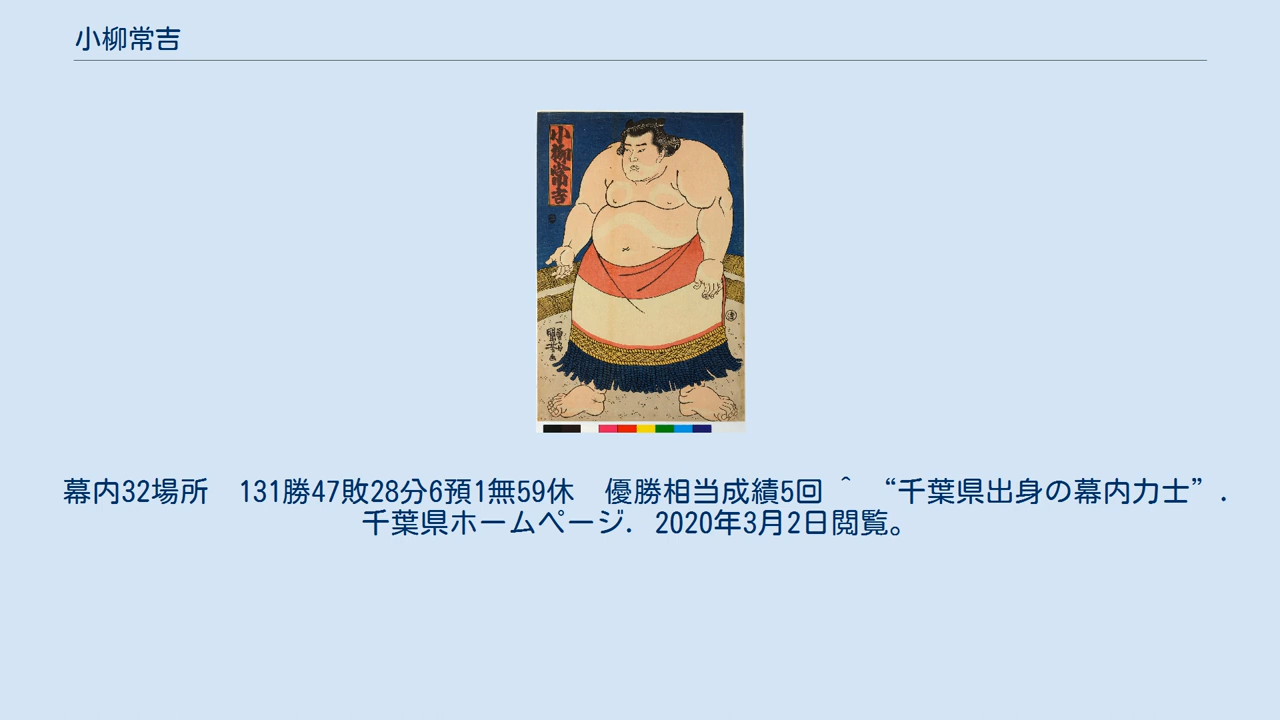 小柳常吉
小柳常吉
幕内32場所　131勝47敗28分6預1無59休　優勝相当成績5回 ^ “千葉県出身の幕内力士”.
千葉県ホームページ. 2020年3月2日閲覧。